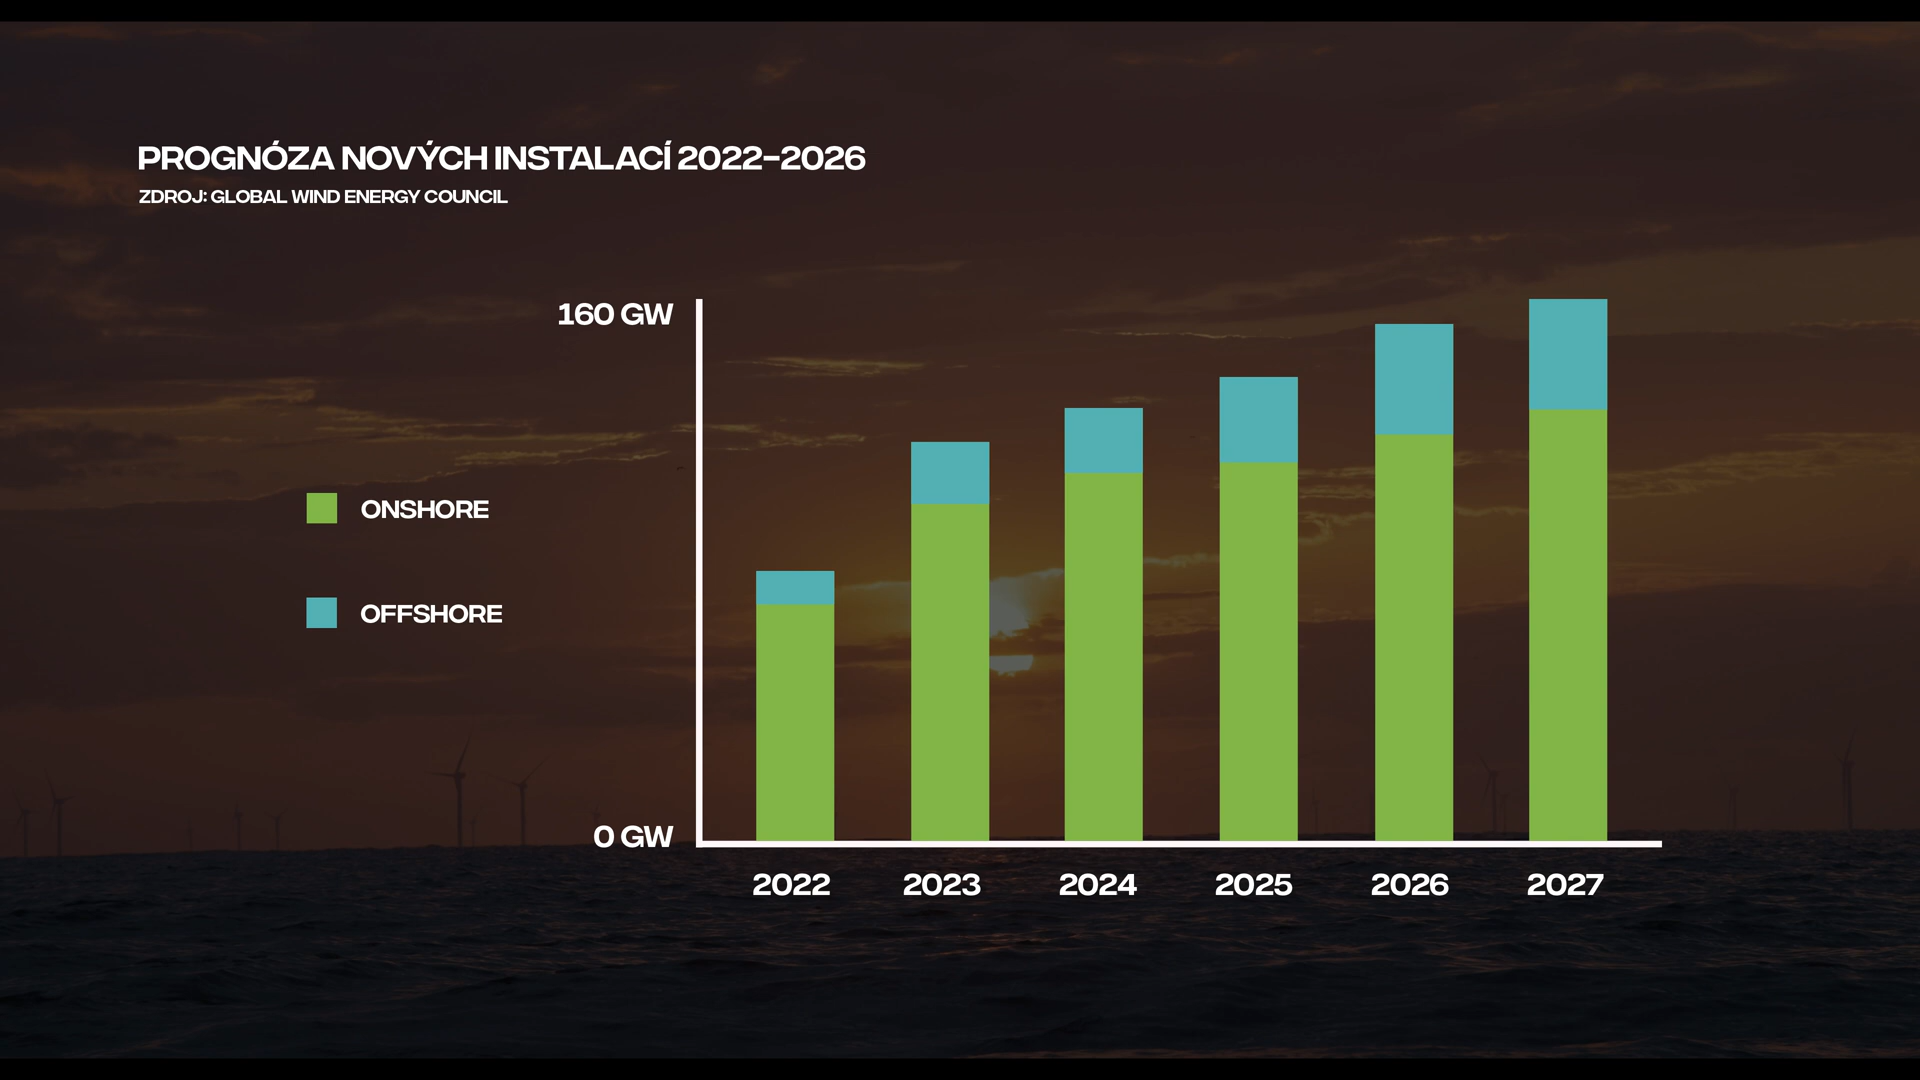 PROGNÓZA NOVÝCH INSTALACÍ 2022-2026
ZDROJ: GLOBAL WIND ENERGY COUNCIL
160 GW
ONSHORE
OFFSHORE
0 GW
2022 2023 2024 2025 2026 2027